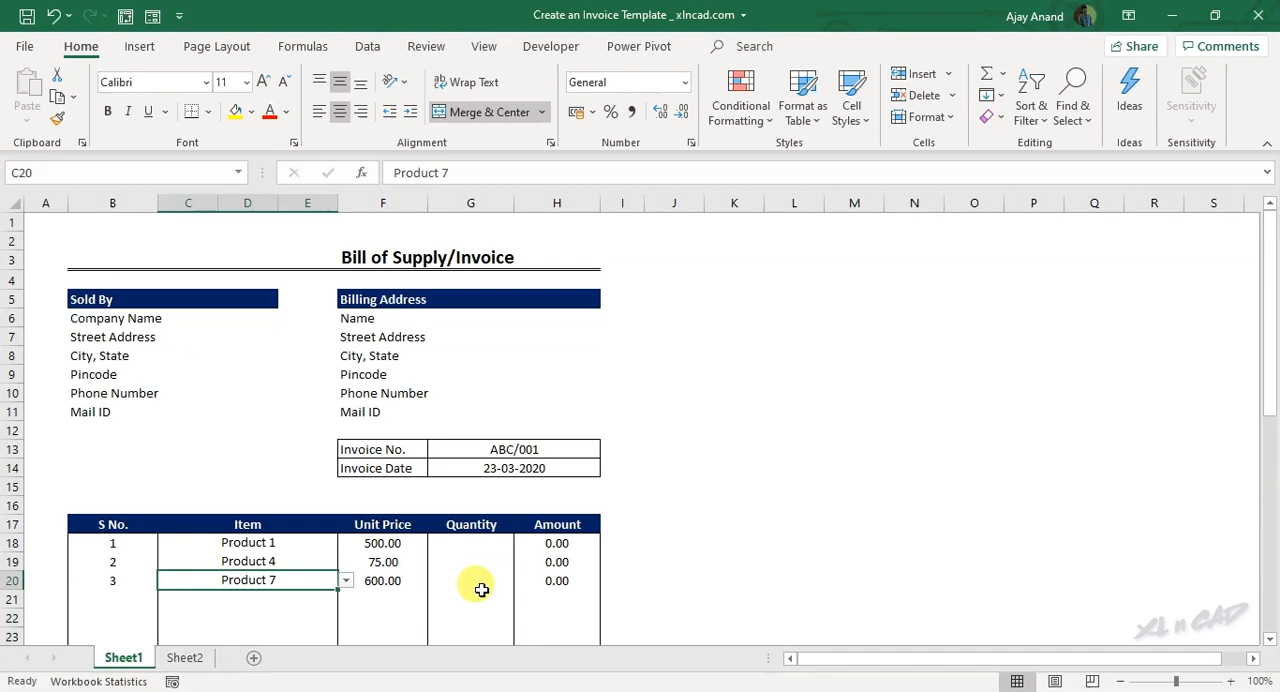 Create an Invoice Template _ xlncad.com
Ajay Anand
File Home Insert Page Layout Formulas Data Review View Developer Power Pivot Search Share Comments
Paste
Calibri 11
Wrap Text
General
Merge & Center
Conditional Formatting
Format as Table
Cell Styles
Insert
Delete
Format
Sort & Filter
Find & Select
Ideas
Sensitivity
Clipboard Font Alignment Number Styles Cells Editing Ideas Sensitivity
C20 fx Product 7
A B C D E F G H I J K L M N O P Q R S
1
2
3 Bill of Supply/Invoice
4
5 Sold By Billing Address
6 Company Name Name
7 Street Address Street Address
8 City, State City, State
9 Pincode Pincode
10 Phone Number Phone Number
11 Mail ID Mail ID
12
13 Invoice No. ABC/001
14 Invoice Date 23-03-2020
15
16
17 S No. Item Unit Price Quantity Amount
18 1 Product 1 500.00 0.00
19 2 Product 4 75.00 0.00
20 3 Product 7 600.00 0.00
21
22
23
XL n CAD
Sheet1 Sheet2
Ready Workbook Statistics 100%